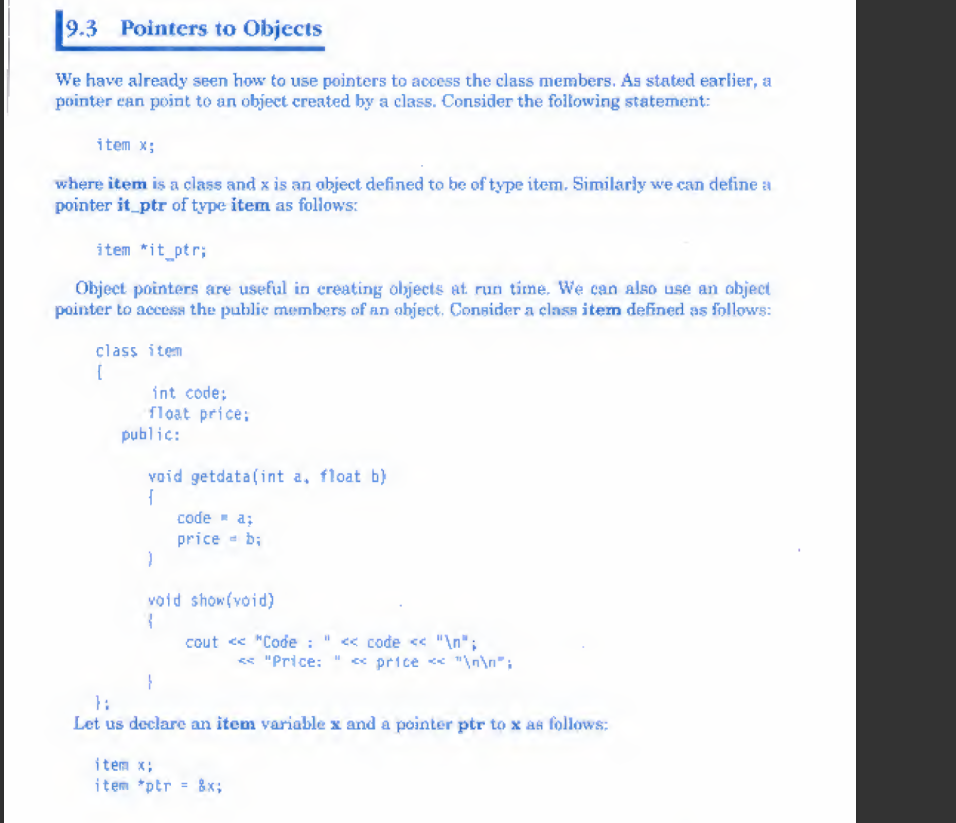 9.3 Pointers to Objects
We have already seen how to use pointers to access the class members. As stated earlier, a
pointer can point to an object created by a class. Consider the following statement:
item x;
where item is a class and x is an object defined to be of type item. Similarly we can define a
pointer it_ptr of type item as follows:
item *it_ptr;
Object pointers are useful in creating objects at run time. We can also use an object
pointer to access the public members of an object. Consider a class item defined as follows:
class item
{
int code;
float price;
public:
void getdata(int a, float b)
{
code = a;
price = b;
}
void show(void)
{
cout << "Code : " << code << "\n";
<< "Price: " << price << "\n\n";
}
};
Let us declare an item variable x and a pointer ptr to x as follows:
item x;
item *ptr = &x;